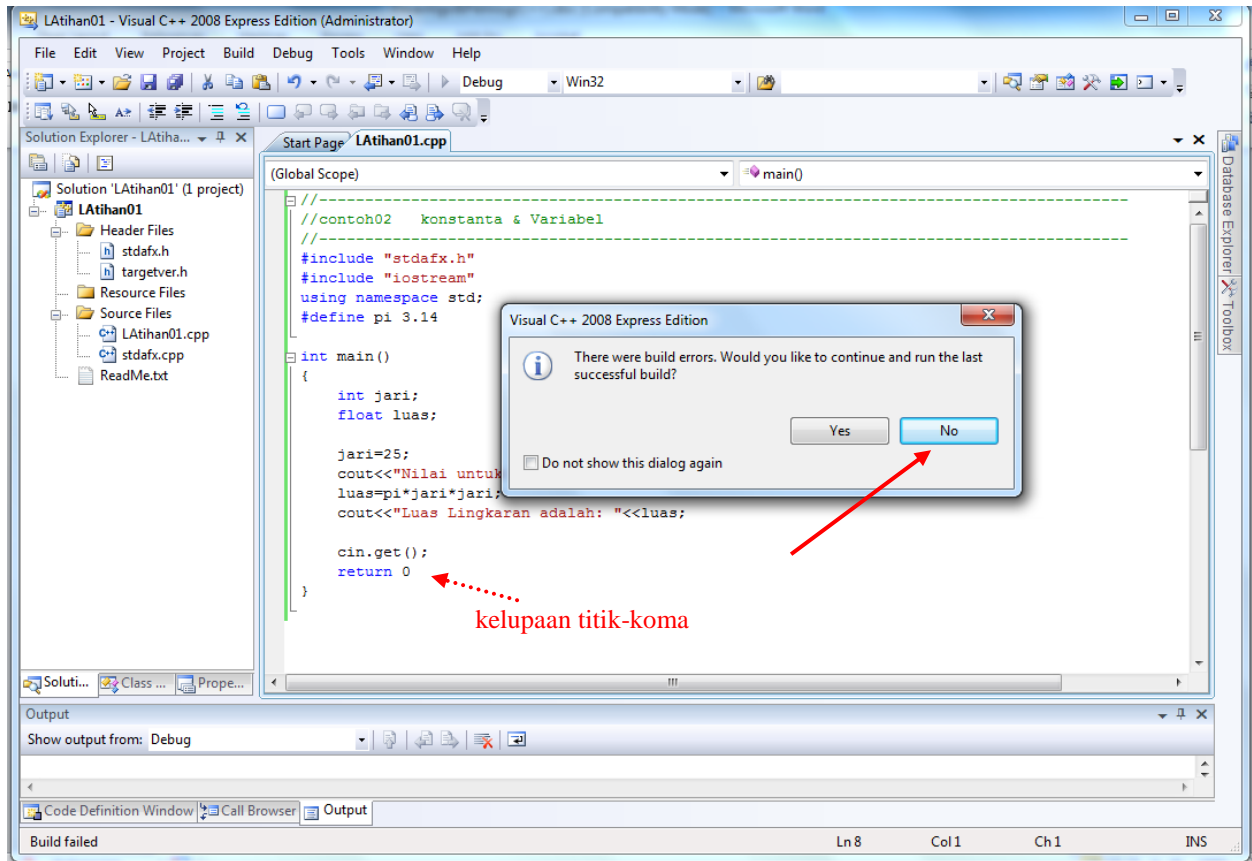 LAtihan01 - Visual C++ 2008 Express Edition (Administrator)
File Edit View Project Build Debug Tools Window Help
Debug Win32
Solution Explorer - LAtiha...
Solution 'LAtihan01' (1 project)
LAtihan01
Header Files
stdafx.h
targetver.h
Resource Files
Source Files
LAtihan01.cpp
stdafx.cpp
ReadMe.txt
Soluti... Class ... Prope...
Start Page LAtihan01.cpp
(Global Scope) main()
//----------------------------------------------------------------------------------
//contoh02 konstanta & Variabel
//----------------------------------------------------------------------------------
#include "stdafx.h"
#include "iostream"
using namespace std;
#define pi 3.14
int main()
{
int jari;
float luas;
jari=25;
cout<<"Nilai untuk
luas=pi*jari*jari;
cout<<"Luas Lingkaran adalah: "<<luas;
cin.get();
return 0
}
kelupaan titik-koma
Visual C++ 2008 Express Edition
There were build errors. Would you like to continue and run the last
successful build?
Yes No
Do not show this dialog again
Database Explorer
Toolbox
Output
Show output from: Debug
Code Definition Window Call Browser Output
Build failed Ln 8 Col 1 Ch 1 INS